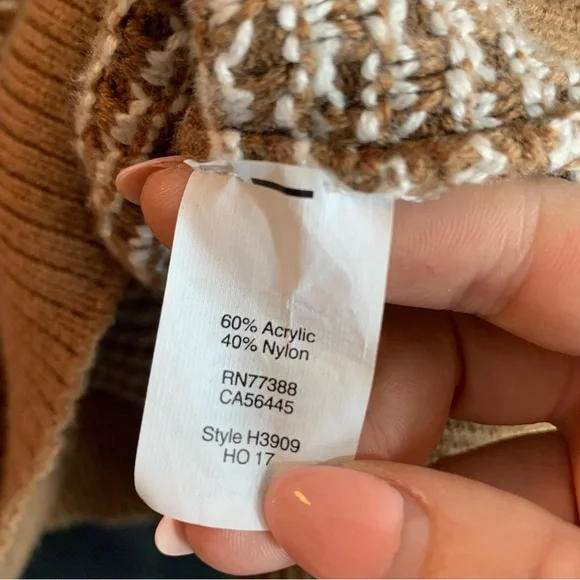 60% Acrylic
40% Nylon
RN77388
CA56445
Style H3909
HO 17